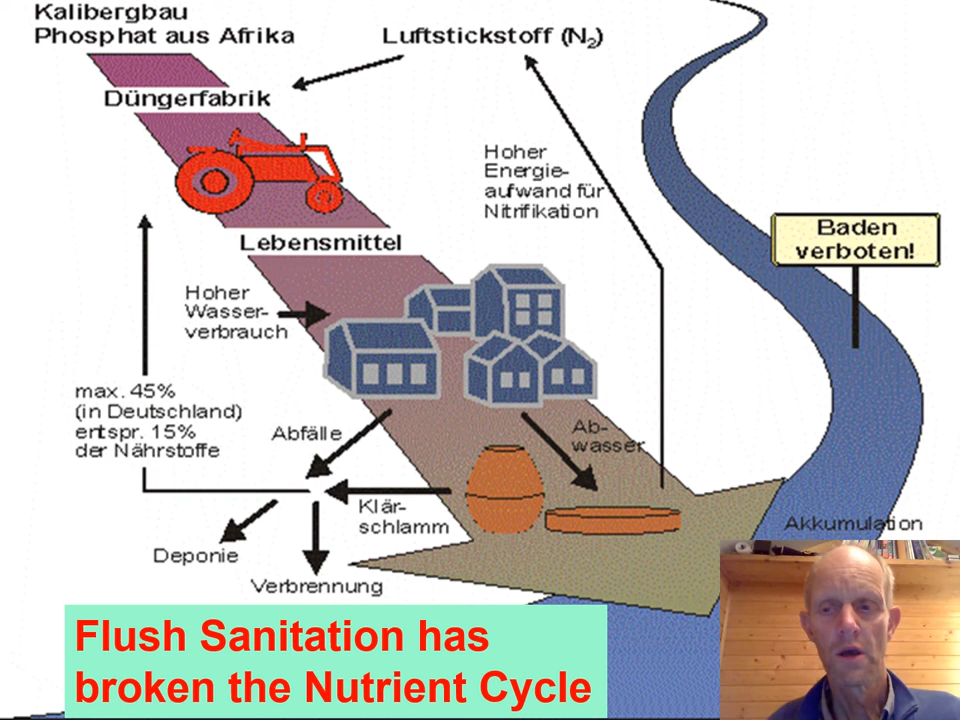 Kalibergbau
Phosphat aus Afrika
Luftstickstoff (N₂)
Düngerfabrik
Hoher
Energie-
aufwand für
Nitrifikation
Baden
verboten!
Lebensmittel
Hoher
Wasser-
verbrauch
max. 45%
(in Deutschland)
entspr. 15%
der Nährstoffe
Abfälle
Ab-
wasser
Klär-
schlamm
Akkumulation
Deponie
Verbrennung
Flush Sanitation has
broken the Nutrient Cycle